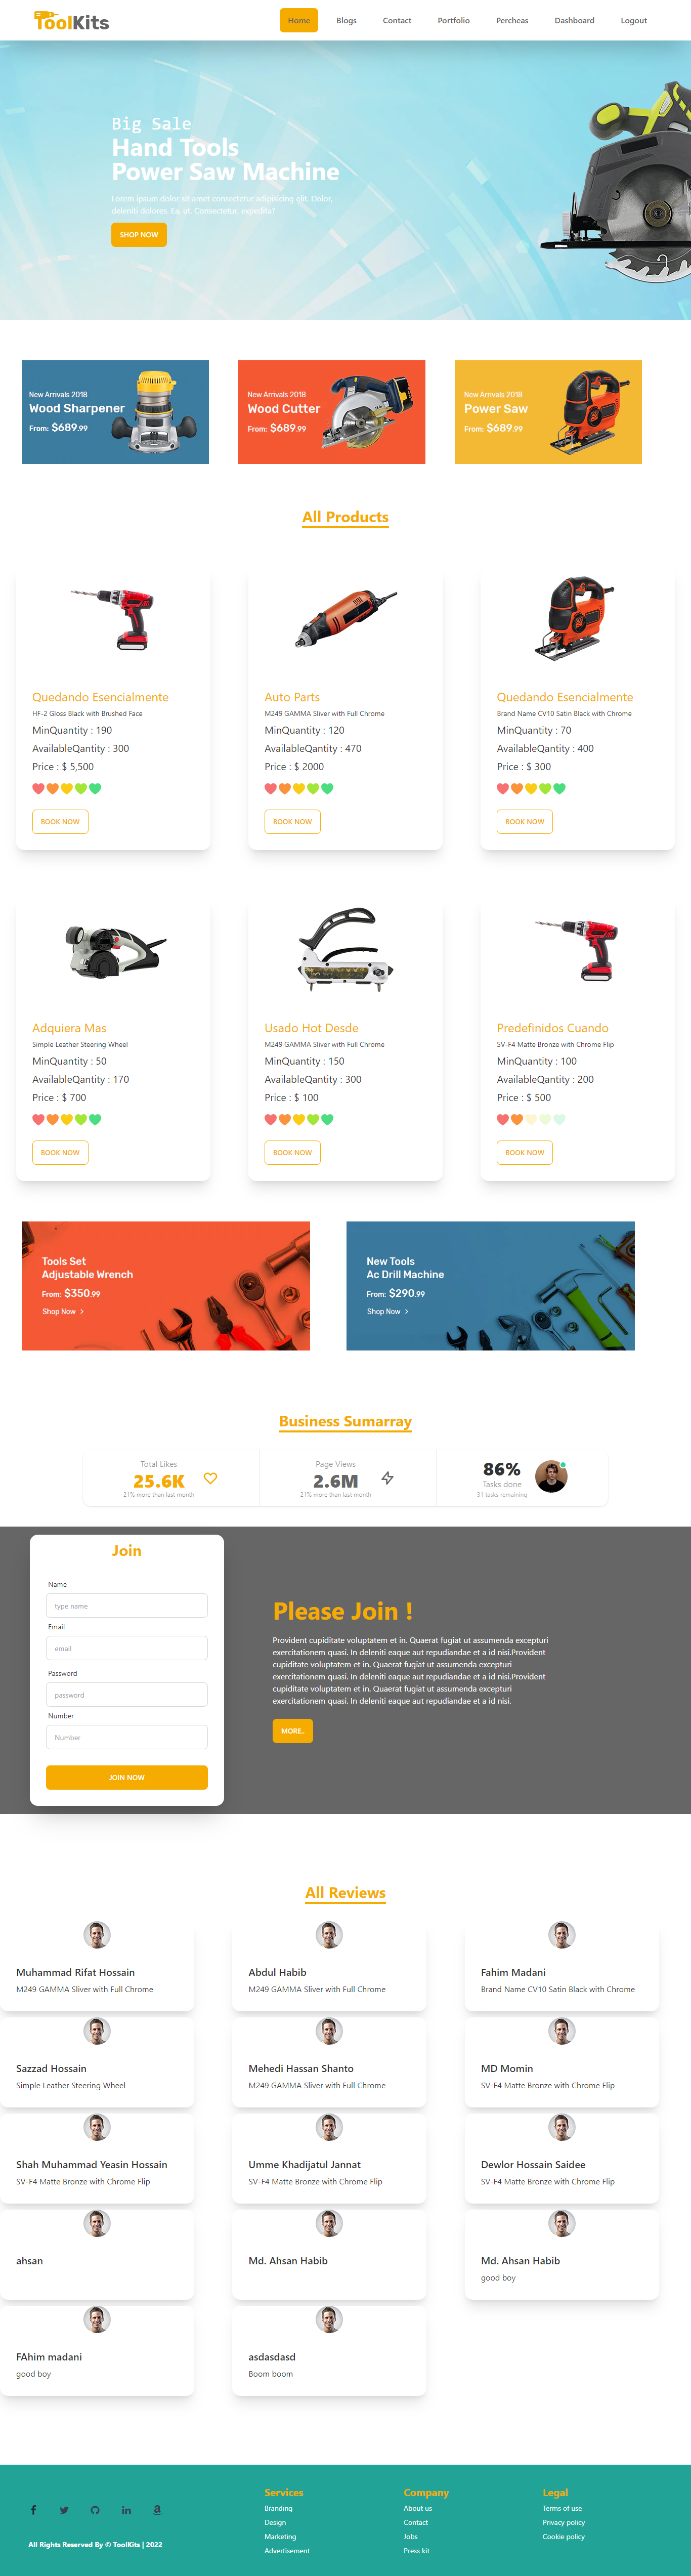 ToolKits
Home Blogs Contact Portfolio Percheas Dashboard Logout
Big Sale
Hand Tools
Power Saw Machine
Lorem ipsum dolor sit amet consectetur adipisicing elit. Dolor,
deleniti dolores. Ea, ut. Consectetur, expedita?
SHOP NOW
New Arrivals 2018
Wood Sharpener
From: $689.99
New Arrivals 2018
Wood Cutter
From: $689.99
New Arrivals 2018
Power Saw
From: $689.99
All Products
Quedando Esencialmente
HF-2 Gloss Black with Brushed Face
MinQuantity : 190
AvailableQantity : 300
Price : $ 5,500
BOOK NOW
Auto Parts
M249 GAMMA Sliver with Full Chrome
MinQuantity : 120
AvailableQantity : 470
Price : $ 2000
BOOK NOW
Quedando Esencialmente
Brand Name CV10 Satin Black with Chrome
MinQuantity : 70
AvailableQantity : 400
Price : $ 300
BOOK NOW
Adquiera Mas
Simple Leather Steering Wheel
MinQuantity : 50
AvailableQantity : 170
Price : $ 700
BOOK NOW
Usado Hot Desde
M249 GAMMA Sliver with Full Chrome
MinQuantity : 150
AvailableQantity : 300
Price : $ 100
BOOK NOW
Predefinidos Cuando
SV-F4 Matte Bronze with Chrome Flip
MinQuantity : 100
AvailableQantity : 200
Price : $ 500
BOOK NOW
Tools Set
Adjustable Wrench
From: $350.99
Shop Now >
New Tools
Ac Drill Machine
From: $290.99
Shop Now >
Business Sumarray
Total Likes
25.6K
21% more than last month
Page Views
2.6M
21% more than last month
86%
Tasks done
31 tasks remaining
Join
Name
type name
Email
email
Password
password
Number
Number
JOIN NOW
Please Join !
Provident cupiditate voluptatem et in. Quaerat fugiat ut assumenda excepturi
exercitationem quasi. In deleniti eaque aut repudiandae et a id nisi.Provident
cupiditate voluptatem et in. Quaerat fugiat ut assumenda excepturi
exercitationem quasi. In deleniti eaque aut repudiandae et a id nisi.Provident
cupiditate voluptatem et in. Quaerat fugiat ut assumenda excepturi
exercitationem quasi. In deleniti eaque aut repudiandae et a id nisi.
MORE..
All Reviews
Muhammad Rifat Hossain
M249 GAMMA Sliver with Full Chrome
Abdul Habib
M249 GAMMA Sliver with Full Chrome
Fahim Madani
Brand Name CV10 Satin Black with Chrome
Sazzad Hossain
Simple Leather Steering Wheel
Mehedi Hassan Shanto
M249 GAMMA Sliver with Full Chrome
MD Momin
SV-F4 Matte Bronze with Chrome Flip
Shah Muhammad Yeasin Hossain
SV-F4 Matte Bronze with Chrome Flip
Umme Khadijatul Jannat
SV-F4 Matte Bronze with Chrome Flip
Dewlor Hossain Saidee
SV-F4 Matte Bronze with Chrome Flip
ahsan
Md. Ahsan Habib
Md. Ahsan Habib
good boy
FAhim madani
good boy
asdasdasd
Boom boom
All Rights Reserved By © ToolKits | 2022
Services
Branding
Design
Marketing
Advertisement
Company
About us
Contact
Jobs
Press kit
Legal
Terms of use
Privacy policy
Cookie policy